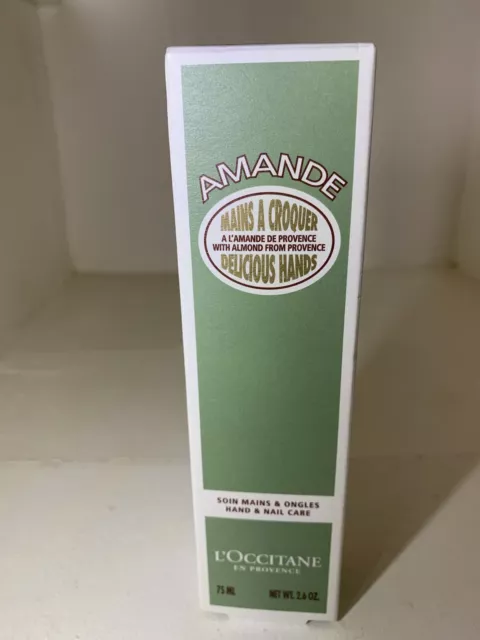 AMANDE
MAINS A CROQUER
A L'AMANDE DE PROVENCE
WITH ALMOND FROM PROVENCE
DELICIOUS HANDS
SOIN MAINS & ONGLES
HAND & NAIL CARE
L'OCCITANE
EN PROVENCE
75 ML NET WT. 2.6 OZ.